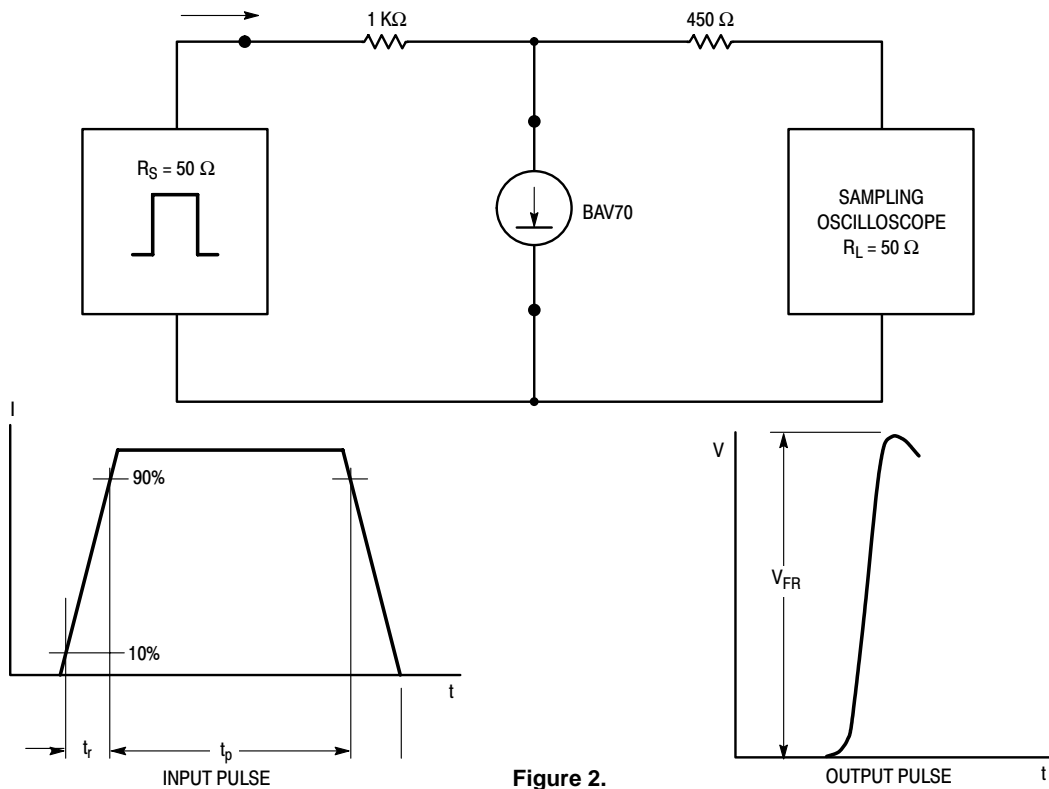 1 KΩ
450 Ω
R_S = 50 Ω
BAV70
SAMPLING
OSCILLOSCOPE
R_L = 50 Ω
I
90%
10%
t
t_r
t_p
INPUT PULSE
Figure 2.
V
V_FR
t
OUTPUT PULSE